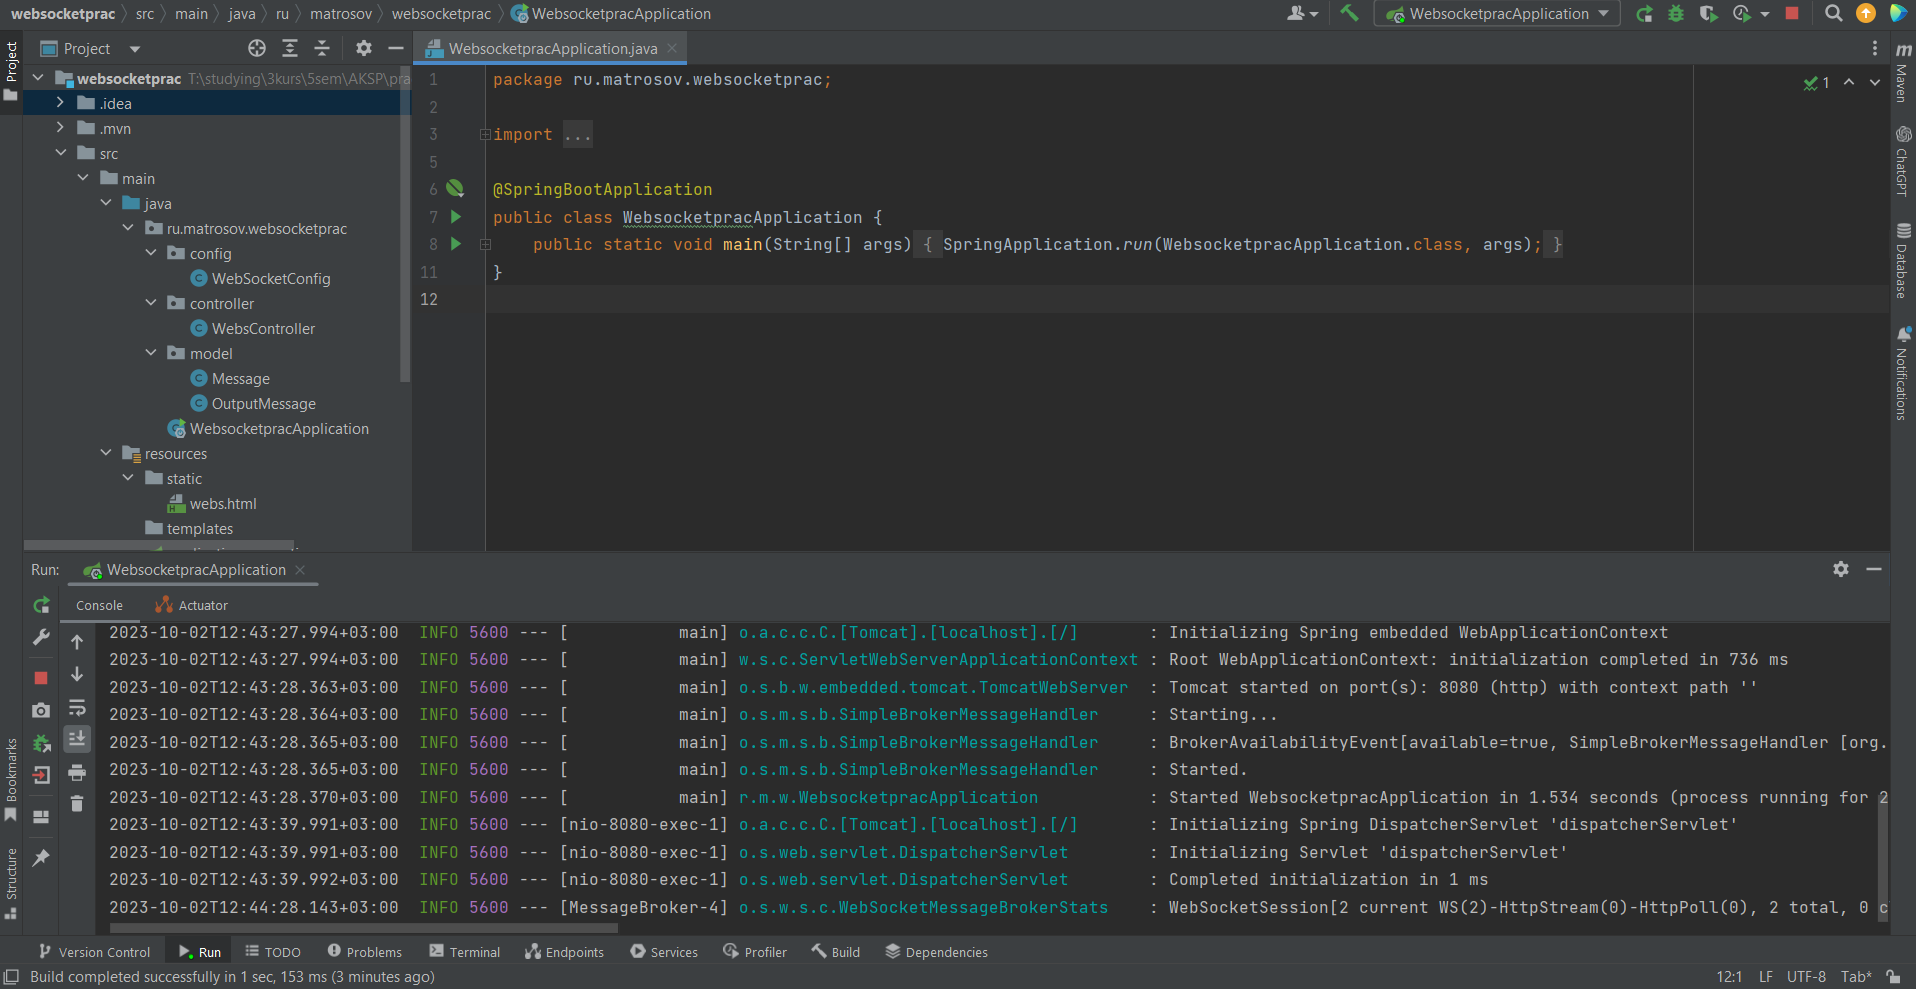 websocketprac src main java ru matrosov websocketprac WebsocketpracApplication
WebsocketpracApplication
Project
WebsocketpracApplication.java
Project
websocketprac T:\studying\3kurs\5sem\AKSP\pra
.idea
.mvn
src
main
java
ru.matrosov.websocketprac
config
WebSocketConfig
controller
WebsController
model
Message
OutputMessage
WebsocketpracApplication
resources
static
webs.html
templates
1 package ru.matrosov.websocketprac;
2
3 import ...
5
6 @SpringBootApplication
7 public class WebsocketpracApplication {
8 public static void main(String[] args) { SpringApplication.run(WebsocketpracApplication.class, args); }
11 }
12
1
Maven
ChatGPT
Database
Notifications
Run: WebsocketpracApplication
Console Actuator
2023-10-02T12:43:27.994+03:00 INFO 5600 --- [ main] o.a.c.c.C.[Tomcat].[localhost].[/] : Initializing Spring embedded WebApplicationContext
2023-10-02T12:43:27.994+03:00 INFO 5600 --- [ main] w.s.c.ServletWebServerApplicationContext : Root WebApplicationContext: initialization completed in 736 ms
2023-10-02T12:43:28.363+03:00 INFO 5600 --- [ main] o.s.b.w.embedded.tomcat.TomcatWebServer : Tomcat started on port(s): 8080 (http) with context path ''
2023-10-02T12:43:28.364+03:00 INFO 5600 --- [ main] o.s.m.s.b.SimpleBrokerMessageHandler : Starting...
2023-10-02T12:43:28.365+03:00 INFO 5600 --- [ main] o.s.m.s.b.SimpleBrokerMessageHandler : BrokerAvailabilityEvent[available=true, SimpleBrokerMessageHandler [org.
2023-10-02T12:43:28.365+03:00 INFO 5600 --- [ main] o.s.m.s.b.SimpleBrokerMessageHandler : Started.
2023-10-02T12:43:28.370+03:00 INFO 5600 --- [ main] r.m.w.WebsocketpracApplication : Started WebsocketpracApplication in 1.534 seconds (process running for 2
2023-10-02T12:43:39.991+03:00 INFO 5600 --- [nio-8080-exec-1] o.a.c.c.C.[Tomcat].[localhost].[/] : Initializing Spring DispatcherServlet 'dispatcherServlet'
2023-10-02T12:43:39.991+03:00 INFO 5600 --- [nio-8080-exec-1] o.s.web.servlet.DispatcherServlet : Initializing Servlet 'dispatcherServlet'
2023-10-02T12:43:39.992+03:00 INFO 5600 --- [nio-8080-exec-1] o.s.web.servlet.DispatcherServlet : Completed initialization in 1 ms
2023-10-02T12:44:28.143+03:00 INFO 5600 --- [MessageBroker-4] o.s.w.s.c.WebSocketMessageBrokerStats : WebSocketSession[2 current WS(2)-HttpStream(0)-HttpPoll(0), 2 total, 0 c
Bookmarks
Structure
Version Control Run TODO Problems Terminal Endpoints Services Profiler Build Dependencies
Build completed successfully in 1 sec, 153 ms (3 minutes ago) 12:1 LF UTF-8 Tab*